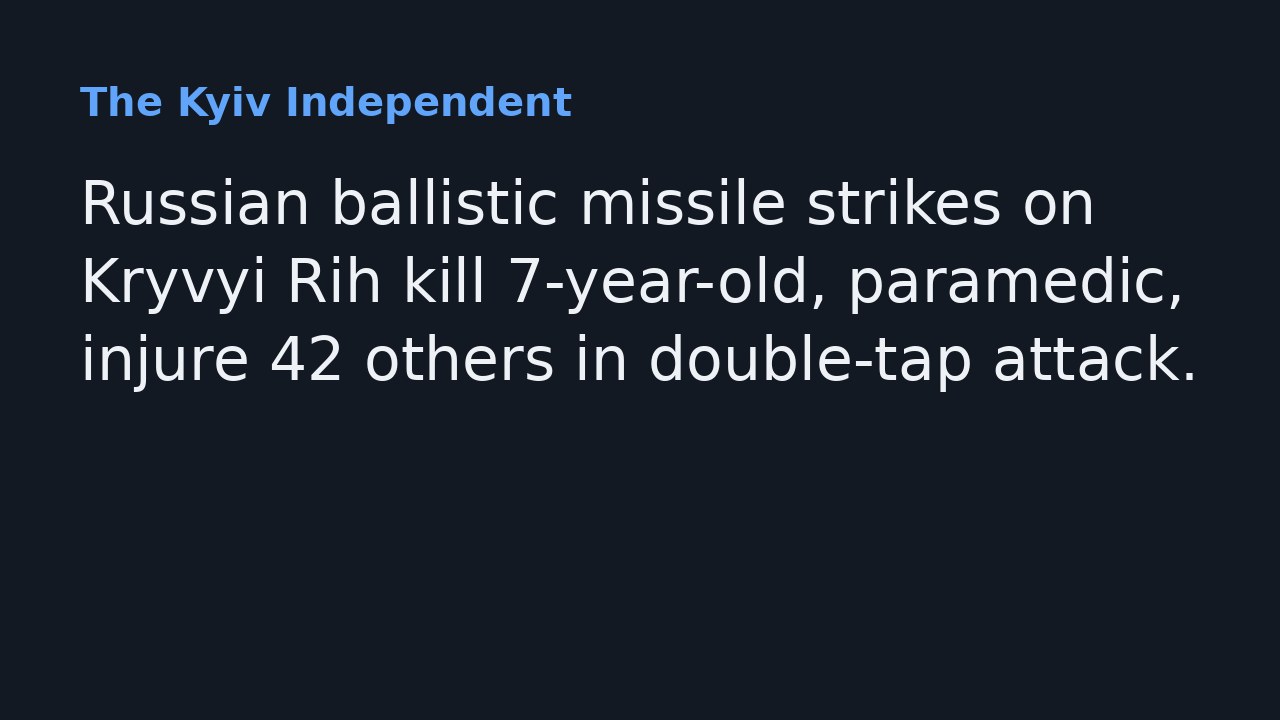 The Kyiv Independent
Russian ballistic missile strikes on
Kryvyi Rih kill 7-year-old, paramedic,
injure 42 others in double-tap attack.